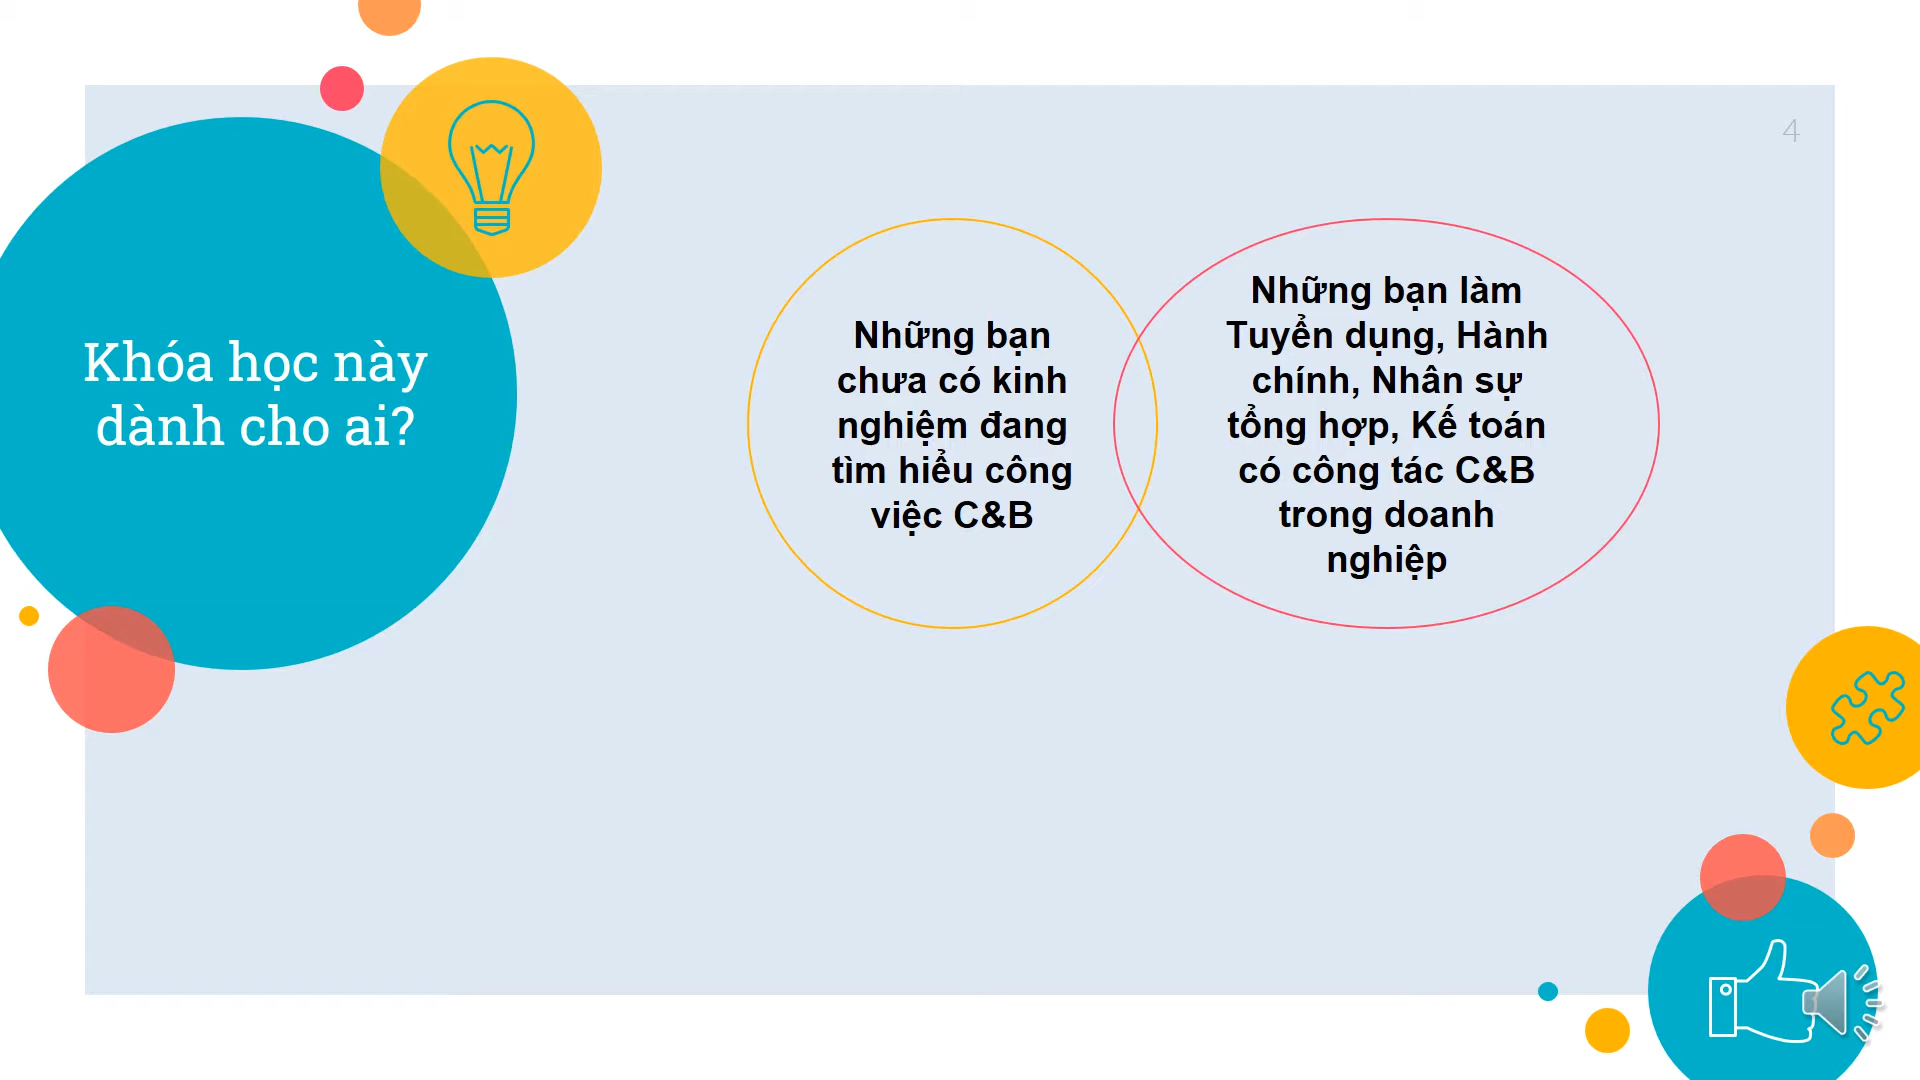 4
Khóa học này
dành cho ai?
Những bạn
chưa có kinh
nghiệm đang
tìm hiểu công
việc C&B
Những bạn làm
Tuyển dụng, Hành
chính, Nhân sự
tổng hợp, Kế toán
có công tác C&B
trong doanh
nghiệp